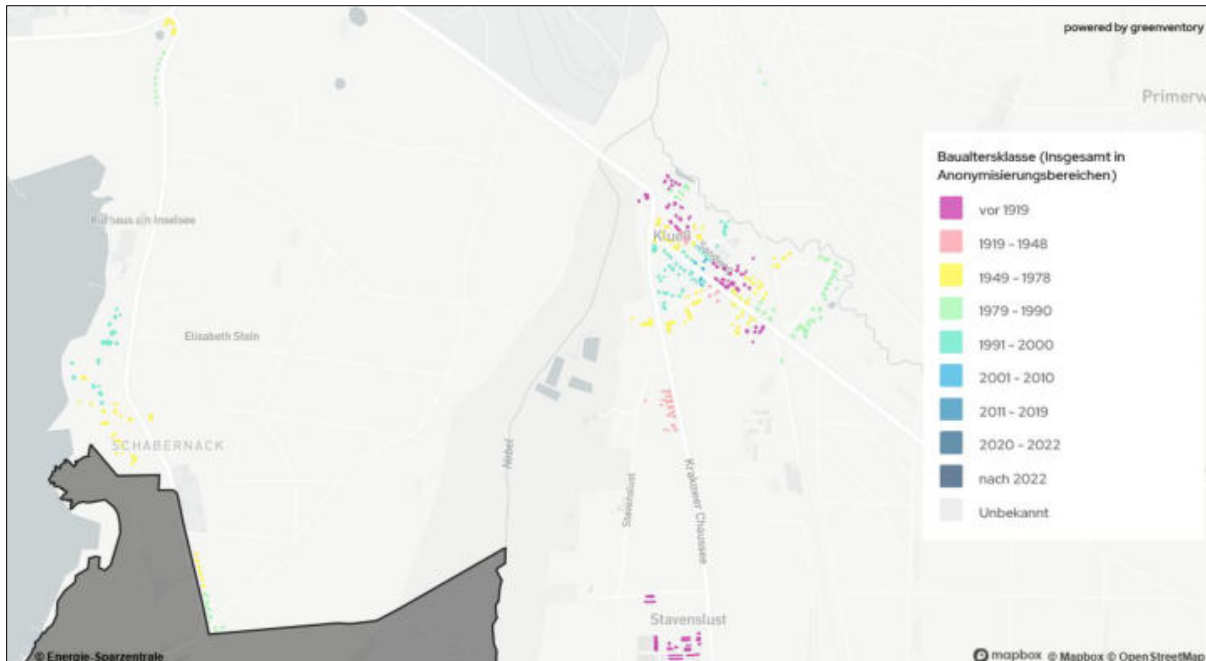 powered by greenventory
Primerw
Baualtersklasse (Insgesamt in
Anonymisierungsbereichen)
vor 1919
1919 - 1948
1949 - 1978
1979 - 1990
1991 - 2000
2001 - 2010
2011 - 2019
2020 - 2022
nach 2022
Unbekannt
Kurhaus am Inselsee
Klueß
Elisabeth Stein
SCHABERNACK
Nebel
Stavenslust
Krakower Chaussee
Stavenslust
© Energie-Sparzentrale
mapbox © Mapbox © OpenStreetMap